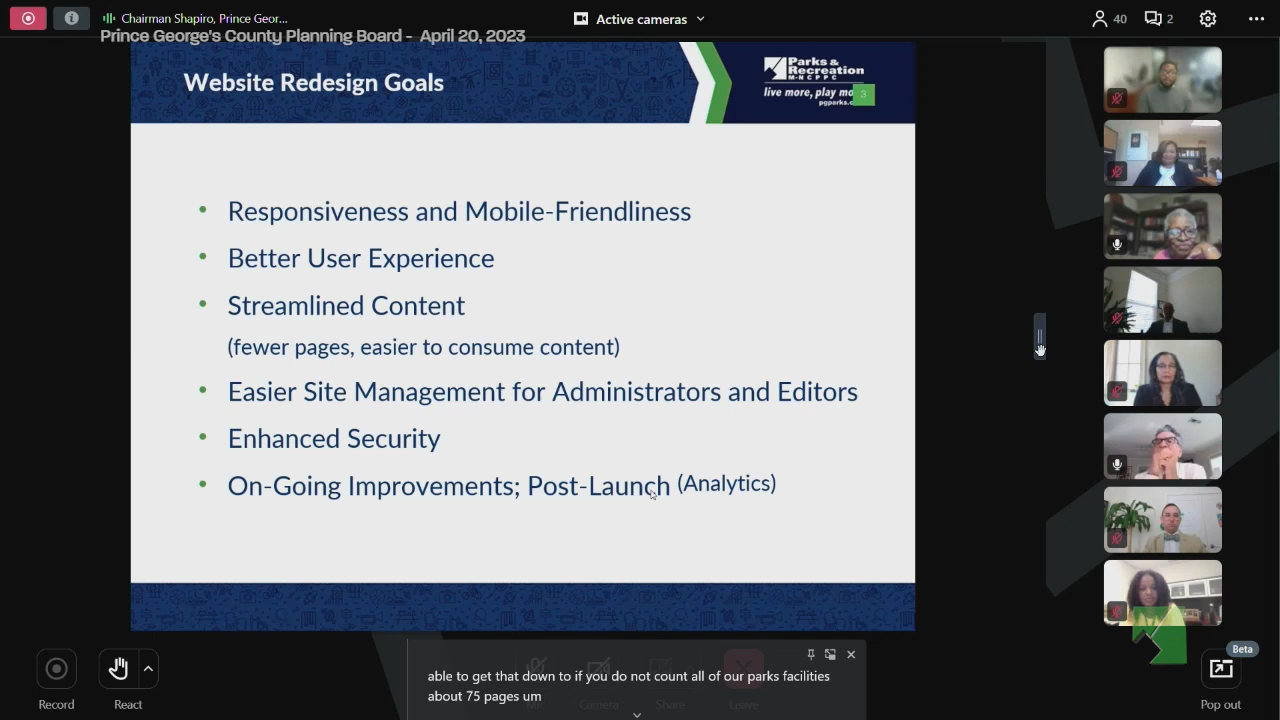 Chairman Shapiro, Prince Geor...
Active cameras
40
2
Prince George's County Planning Board - April 20, 2023
Website Redesign Goals
Parks &
Recreation
M-NCPPC
live more, play mo
3
pgparks.c
• Responsiveness and Mobile-Friendliness
• Better User Experience
• Streamlined Content
(fewer pages, easier to consume content)
• Easier Site Management for Administrators and Editors
• Enhanced Security
• On-Going Improvements; Post-Launch (Analytics)
able to get that down to if you do not count all of our parks facilities
about 75 pages um
Record
React
Camera
Share
Leave
Beta
Pop out